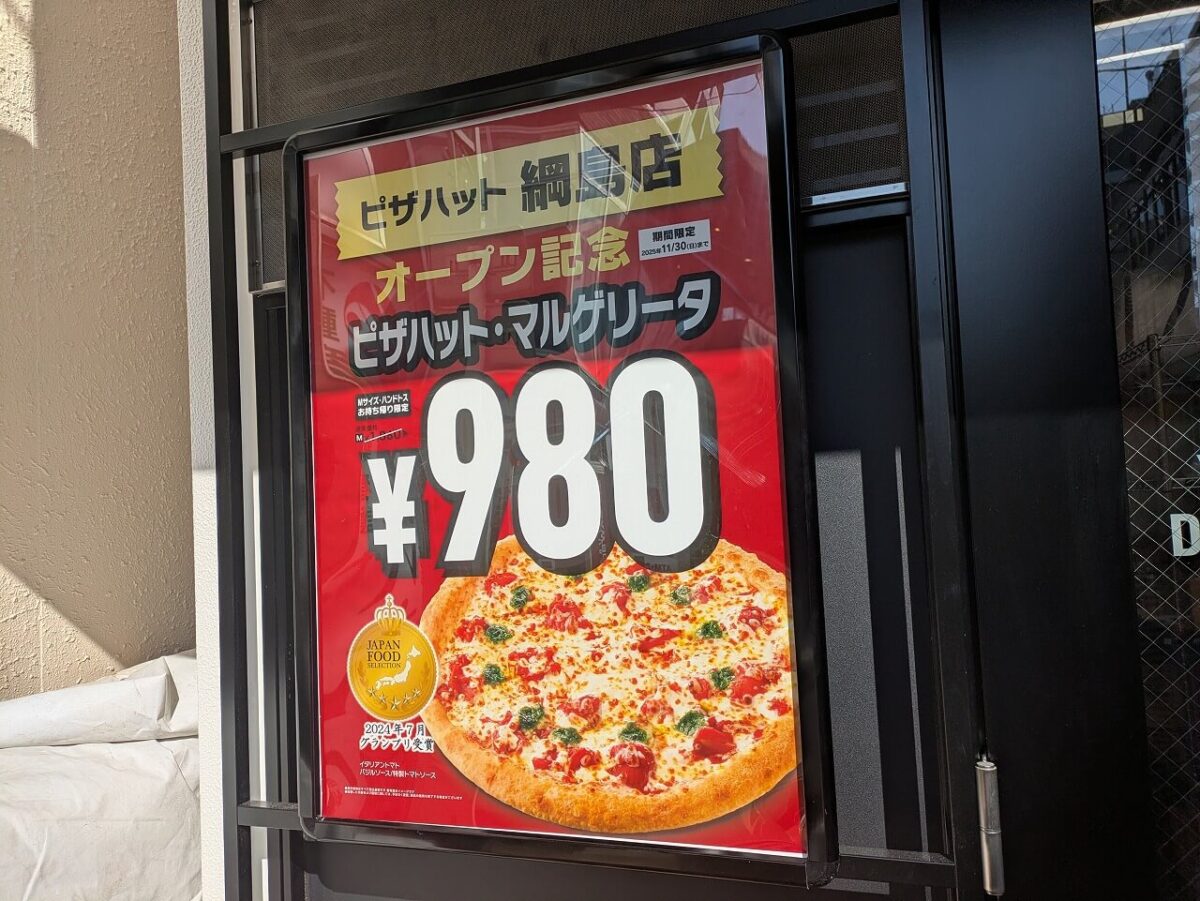 ピザハット 綱島店
オープン記念
期間限定
2025年11/30(日)まで
ピザハット・マルゲリータ
Mサイズ・ハンドトス
お持ち帰り限定
M
¥980
JAPAN
FOOD
SELECTION
2024年7月
グランプリ受賞
イタリアントマト
バジルソース/特製トマトソース
D